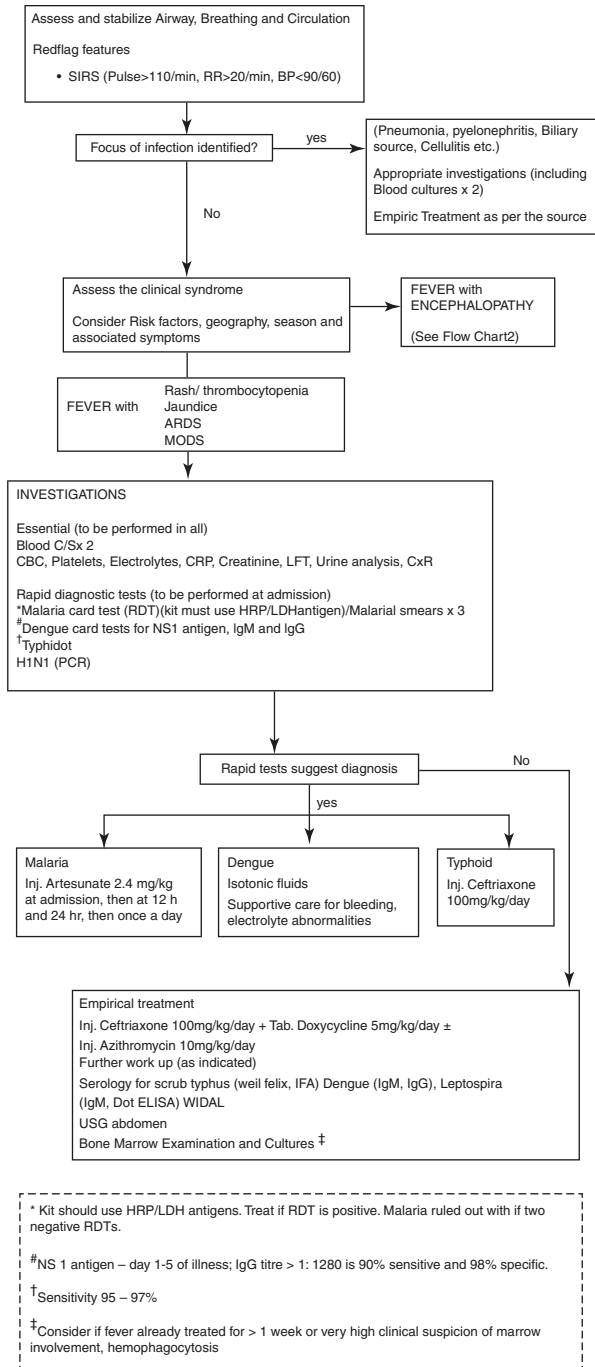 Assess and stabilize Airway, Breathing and Circulation
Redflag features
• SIRS (Pulse>110/min, RR>20/min, BP<90/60)
Focus of infection identified?
yes
(Pneumonia, pyelonephritis, Biliary
source, Cellulitis etc.)
Appropriate investigations (including
Blood cultures x 2)
Empiric Treatment as per the source
No
Assess the clinical syndrome
Consider Risk factors, geography, season and
associated symptoms
FEVER with
ENCEPHALOPATHY
(See Flow Chart2)
Rash/ thrombocytopenia
FEVER with Jaundice
ARDS
MODS
INVESTIGATIONS
Essential (to be performed in all)
Blood C/Sx 2
CBC, Platelets, Electrolytes, CRP, Creatinine, LFT, Urine analysis, CxR
Rapid diagnostic tests (to be performed at admission)
*Malaria card test (RDT)(kit must use HRP/LDHantigen)/Malarial smears x 3
#Dengue card tests for NS1 antigen, IgM and IgG
†Typhidot
H1N1 (PCR)
Rapid tests suggest diagnosis
No
yes
Malaria
Inj. Artesunate 2.4 mg/kg
at admission, then at 12 h
and 24 hr, then once a day
Dengue
Isotonic fluids
Supportive care for bleeding,
electrolyte abnormalities
Typhoid
Inj. Ceftriaxone
100mg/kg/day
Empirical treatment
Inj. Ceftriaxone 100mg/kg/day + Tab. Doxycycline 5mg/kg/day ±
Inj. Azithromycin 10mg/kg/day
Further work up (as indicated)
Serology for scrub typhus (weil felix, IFA) Dengue (IgM, IgG), Leptospira
(IgM, Dot ELISA) WIDAL
USG abdomen
Bone Marrow Examination and Cultures ‡
* Kit should use HRP/LDH antigens. Treat if RDT is positive. Malaria ruled out with if two
negative RDTs.
#NS 1 antigen – day 1-5 of illness; IgG titre > 1: 1280 is 90% sensitive and 98% specific.
†Sensitivity 95 – 97%
‡Consider if fever already treated for > 1 week or very high clinical suspicion of marrow
involvement, hemophagocytosis